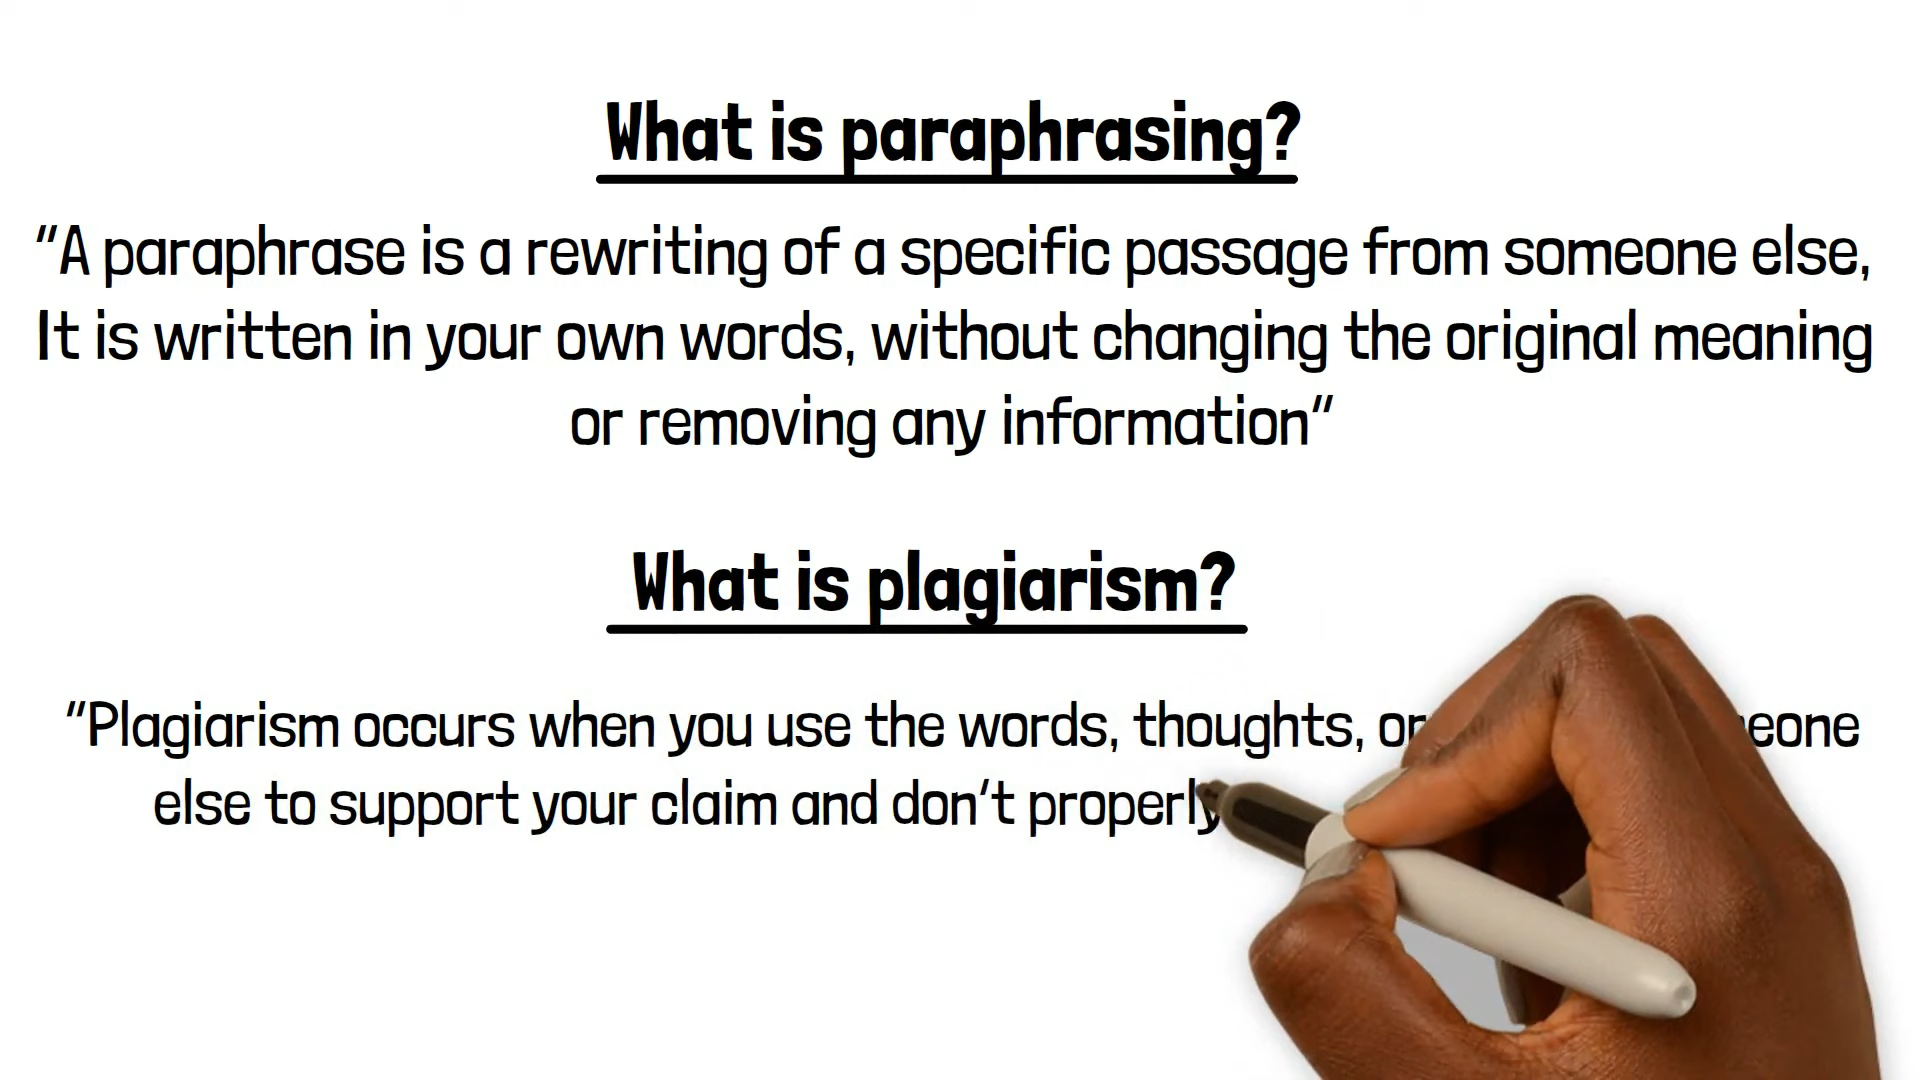 What is paraphrasing?
"A paraphrase is a rewriting of a specific passage from someone else,
It is written in your own words, without changing the original meaning
or removing any information"
What is plagiarism?
"Plagiarism occurs when you use the words, thoughts, or
else to support your claim and don't properly